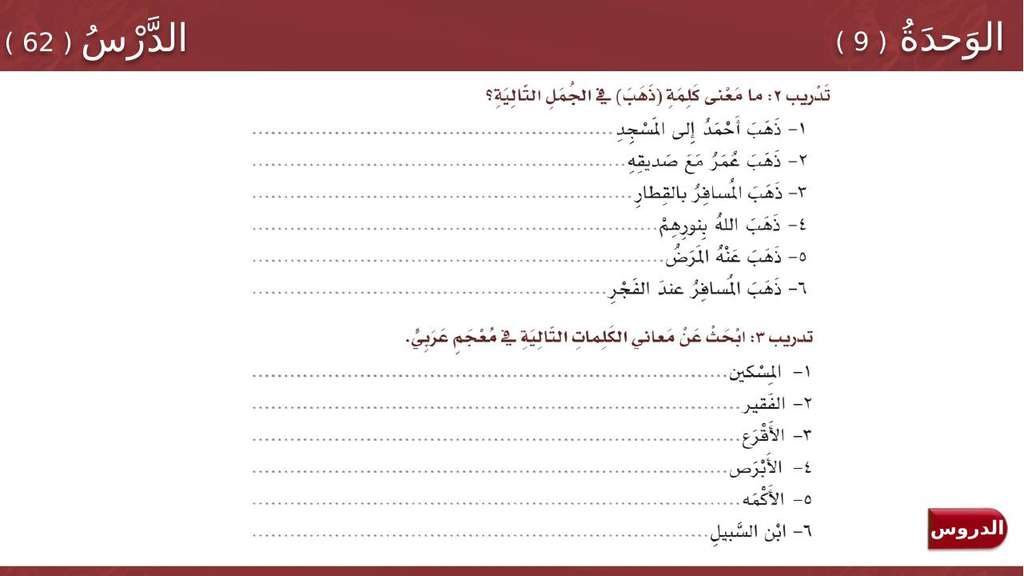 الوَحدَةُ ( 9 )
الدَّرْسُ ( 62 )
تَدْريب ٢: ما مَعْنى كَلِمَةِ (ذَهَبَ) في الجُمَلِ التّالِيَةِ؟
١- ذَهَبَ أَحْمَدُ إِلى المَسْجِدِ......................................................
٢- ذَهَبَ عُمَرُ مَعَ صَديقِهِ......................................................
٣- ذَهَبَ المُسافِرُ بالقِطارِ......................................................
٤- ذَهَبَ اللهُ بِنورِهِمْ......................................................
٥- ذَهَبَ عَنْهُ المَرَضُ......................................................
٦- ذَهَبَ المُسافِرُ عندَ الفَجْرِ......................................................
تدريب ٣: ابْحَثْ عَنْ مَعاني الكَلِماتِ التّالِيَةِ في مُعْجَمٍ عَرَبِيٍّ.
١- المِسْكين......................................................
٢- الفَقير......................................................
٣- الأَقْرَع......................................................
٤- الأَبْرَص......................................................
٥- الأَكْمَه......................................................
٦- ابْن السَّبيلِ......................................................
الدروس